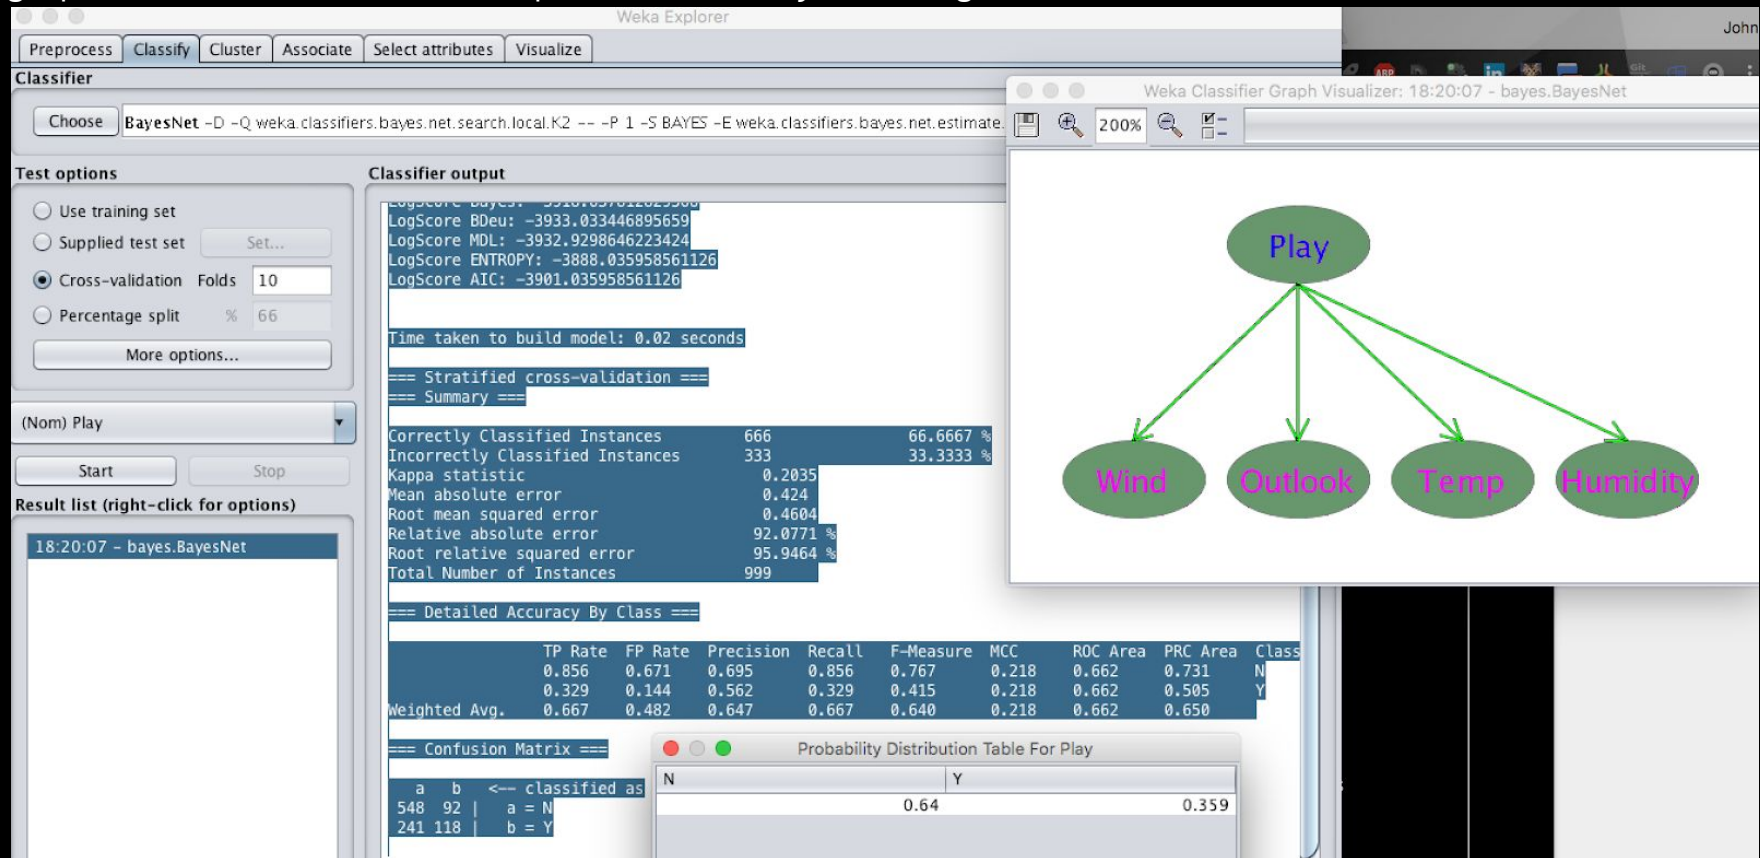 Weka Explorer
John
Preprocess Classify Cluster Associate Select attributes Visualize
Classifier
Choose BayesNet -D -Q weka.classifiers.bayes.net.search.local.K2 -- -P 1 -S BAYES -E weka.classifiers.bayes.net.estimate.
Weka Classifier Graph Visualizer: 18:20:07 - bayes.BayesNet
200%
Test options
Use training set
Supplied test set Set...
Cross-validation Folds 10
Percentage split % 66
More options...
(Nom) Play
Start Stop
Result list (right-click for options)
18:20:07 - bayes.BayesNet
Classifier output
LogScore Bayes:
LogScore BDeu: -3933.033446895659
LogScore MDL: -3932.9298646223424
LogScore ENTROPY: -3888.035958561126
LogScore AIC: -3901.035958561126
Time taken to build model: 0.02 seconds
=== Stratified cross-validation ===
=== Summary ===
Correctly Classified Instances 666 66.6667 %
Incorrectly Classified Instances 333 33.3333 %
Kappa statistic 0.2035
Mean absolute error 0.424
Root mean squared error 0.4604
Relative absolute error 92.0771 %
Root relative squared error 95.9464 %
Total Number of Instances 999
=== Detailed Accuracy By Class ===
TP Rate FP Rate Precision Recall F-Measure MCC ROC Area PRC Area Class
0.856 0.671 0.695 0.856 0.767 0.218 0.662 0.731 N
0.329 0.144 0.562 0.329 0.415 0.218 0.662 0.505 Y
Weighted Avg. 0.667 0.482 0.647 0.667 0.640 0.218 0.662 0.650
=== Confusion Matrix ===
a b <-- classified as
548 92 | a = N
241 118 | b = Y
Play
Wind Outlook Temp Humidity
Probability Distribution Table For Play
N Y
0.64 0.359